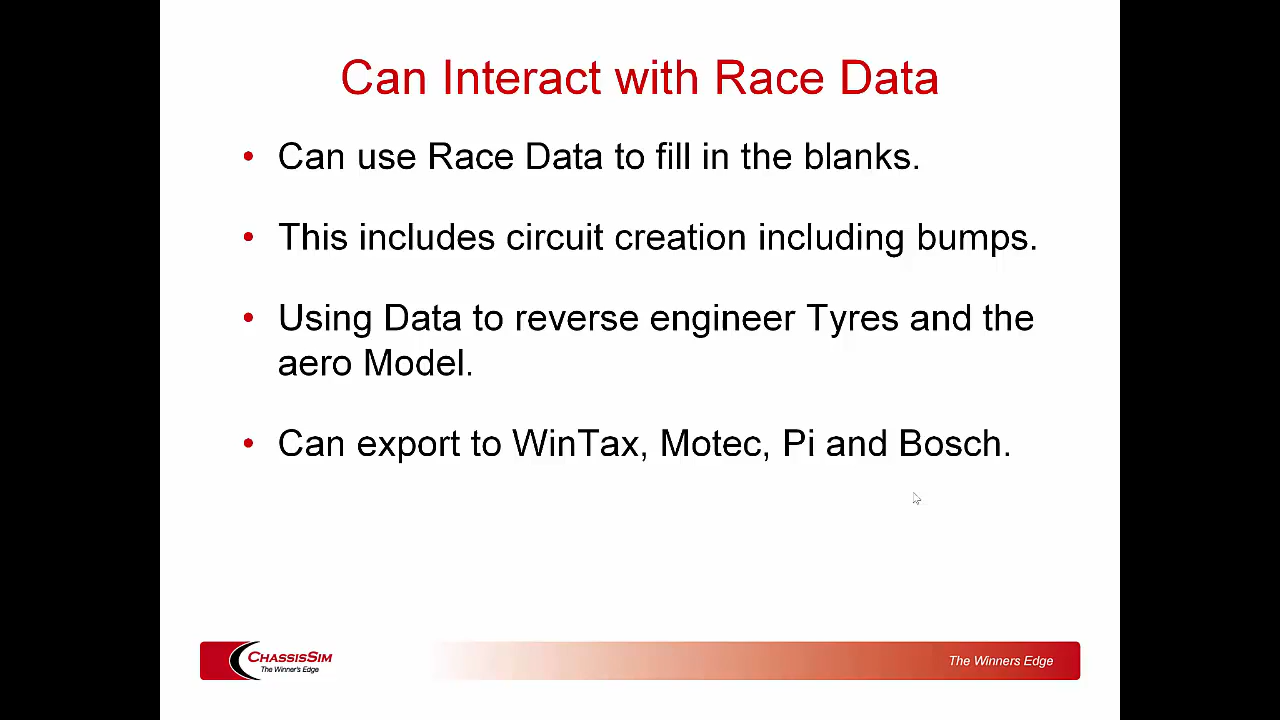 Can Interact with Race Data
• Can use Race Data to fill in the blanks.
• This includes circuit creation including bumps.
• Using Data to reverse engineer Tyres and the
aero Model.
• Can export to WinTax, Motec, Pi and Bosch.
CHASSISSIM
The Winner's Edge
The Winners Edge